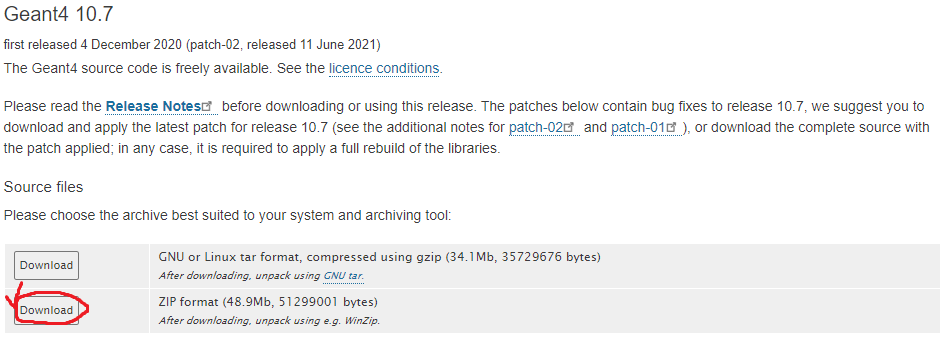 Geant4 10.7
first released 4 December 2020 (patch-02, released 11 June 2021)
The Geant4 source code is freely available. See the licence conditions.
Please read the Release Notes before downloading or using this release. The patches below contain bug fixes to release 10.7, we suggest you to
download and apply the latest patch for release 10.7 (see the additional notes for patch-02 and patch-01 ), or download the complete source with
the patch applied; in any case, it is required to apply a full rebuild of the libraries.
Source files
Please choose the archive best suited to your system and archiving tool:
Download
GNU or Linux tar format, compressed using gzip (34.1Mb, 35729676 bytes)
After downloading, unpack using GNU tar.
Download
ZIP format (48.9Mb, 51299001 bytes)
After downloading, unpack using e.g. WinZip.